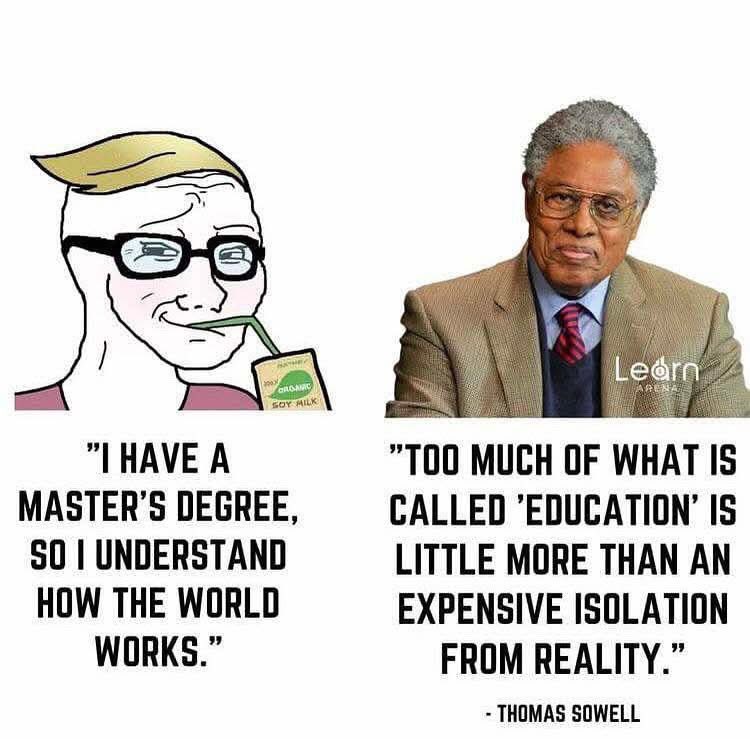 ORGANIC
SOY MILK
Learn
ARENA
"I HAVE A
MASTER'S DEGREE,
SO I UNDERSTAND
HOW THE WORLD
WORKS."
"TOO MUCH OF WHAT IS
CALLED 'EDUCATION' IS
LITTLE MORE THAN AN
EXPENSIVE ISOLATION
FROM REALITY."
- THOMAS SOWELL